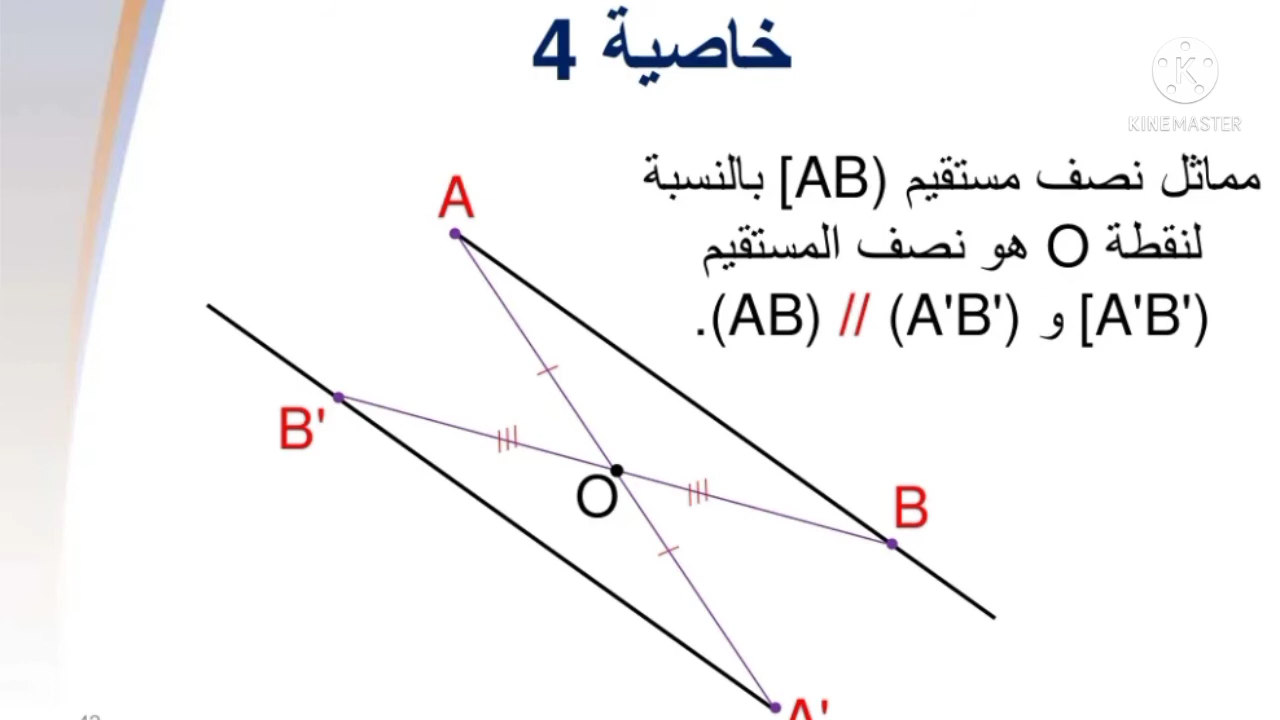 خاصية 4
K
KINEMASTER
مماثل نصف مستقيم [AB) بالنسبة
لنقطة O هو نصف المستقيم
[A'B') و (A'B') // (AB).
A
B'
O
B
A'